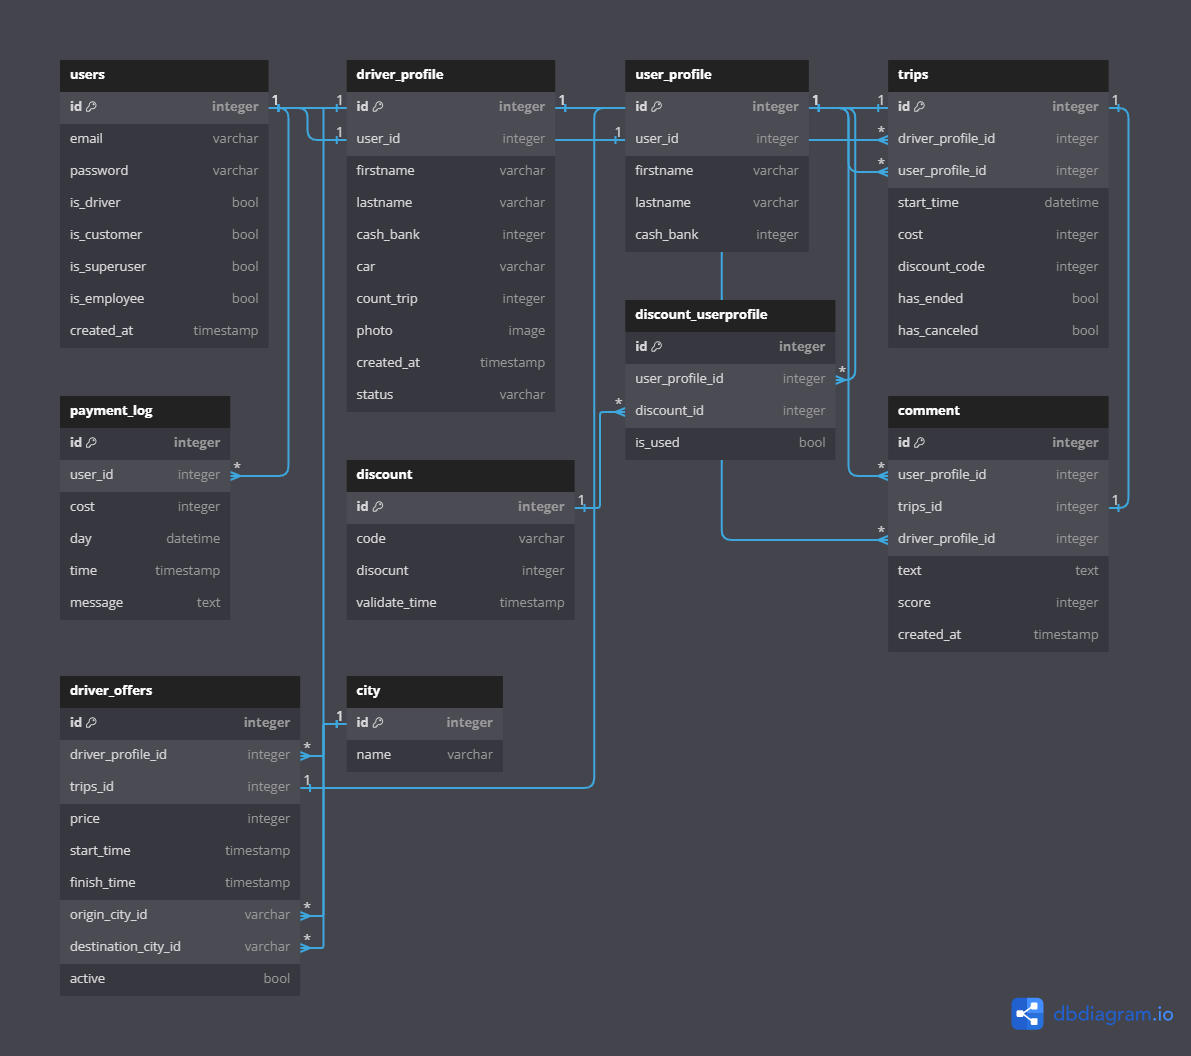 users
id integer
email varchar
password varchar
is_driver bool
is_customer bool
is_superuser bool
is_employee bool
created_at timestamp
driver_profile
id integer
user_id integer
firstname varchar
lastname varchar
cash_bank integer
car varchar
count_trip integer
photo image
created_at timestamp
status varchar
user_profile
id integer
user_id integer
firstname varchar
lastname varchar
cash_bank integer
trips
id integer
driver_profile_id integer
user_profile_id integer
start_time datetime
cost integer
discount_code integer
has_ended bool
has_canceled bool
discount_userprofile
id integer
user_profile_id integer
discount_id integer
is_used bool
payment_log
id integer
user_id integer
cost integer
day datetime
time timestamp
message text
discount
id integer
code varchar
disocunt integer
validate_time timestamp
comment
id integer
user_profile_id integer
trips_id integer
driver_profile_id integer
text text
score integer
created_at timestamp
driver_offers
id integer
driver_profile_id integer
trips_id integer
price integer
start_time timestamp
finish_time timestamp
origin_city_id varchar
destination_city_id varchar
active bool
city
id integer
name varchar
1
1
1
1
1
1
1
1
*
*
*
*
*
*
*
1
1
1
*
1
*
*
dbdiagram.io